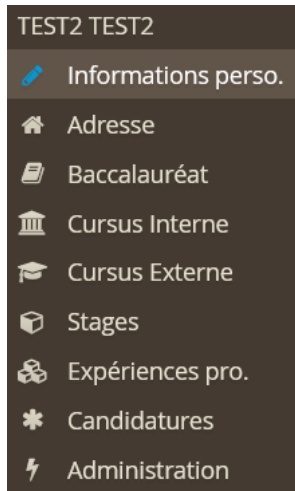 TEST2 TEST2
Informations perso.
Adresse
Baccalauréat
Cursus Interne
Cursus Externe
Stages
Expériences pro.
Candidatures
Administration